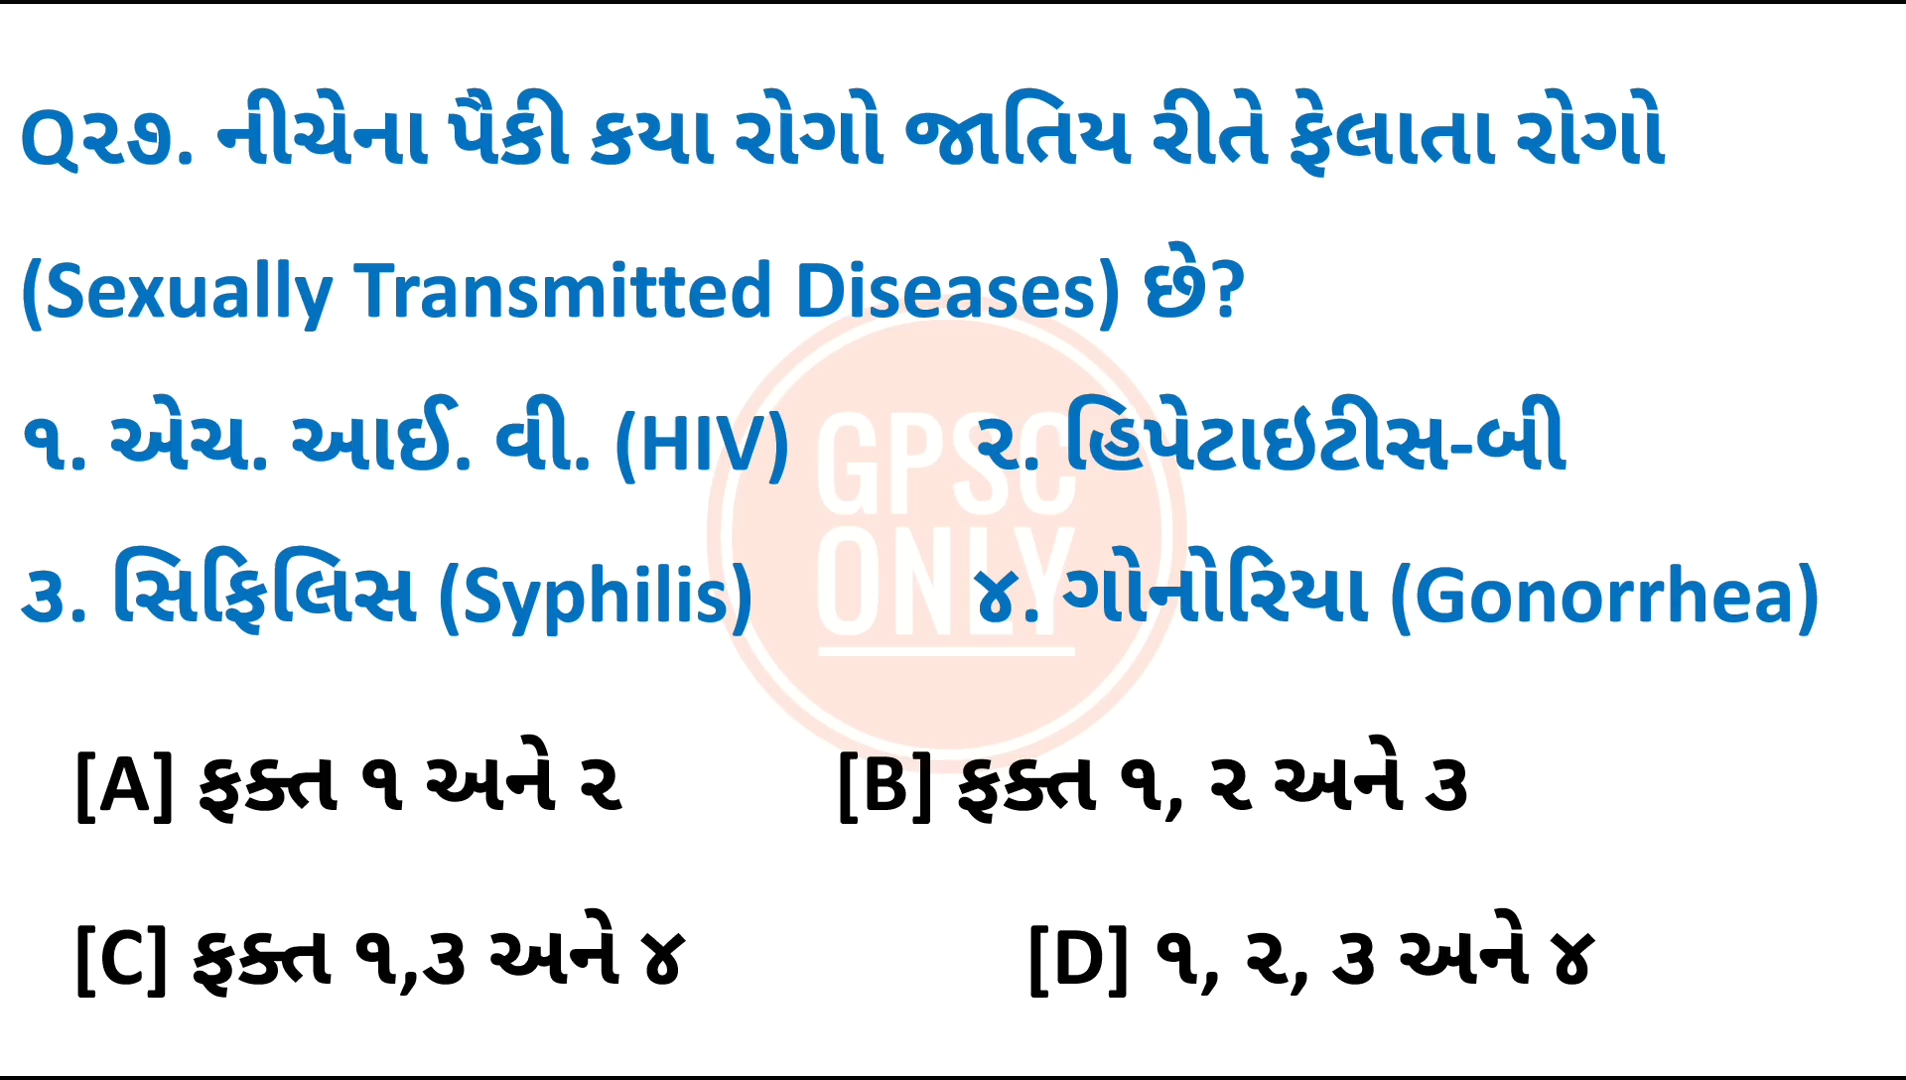 Q૨૭. નીચેના પૈકી કયા રોગો જાતિય રીતે ફેલાતા રોગો
(Sexually Transmitted Diseases) છે?
૧. એચ. આઈ. વી. (HIV) ૨. હિપેટાઇટીસ-બી
૩. સિફિલિસ (Syphilis) ૪. ગોનોરિયા (Gonorrhea)
GPSC
ONLY
[A] ફક્ત ૧ અને ૨ [B] ફક્ત ૧, ૨ અને ૩
[C] ફક્ત ૧,૩ અને ૪ [D] ૧, ૨, ૩ અને ૪